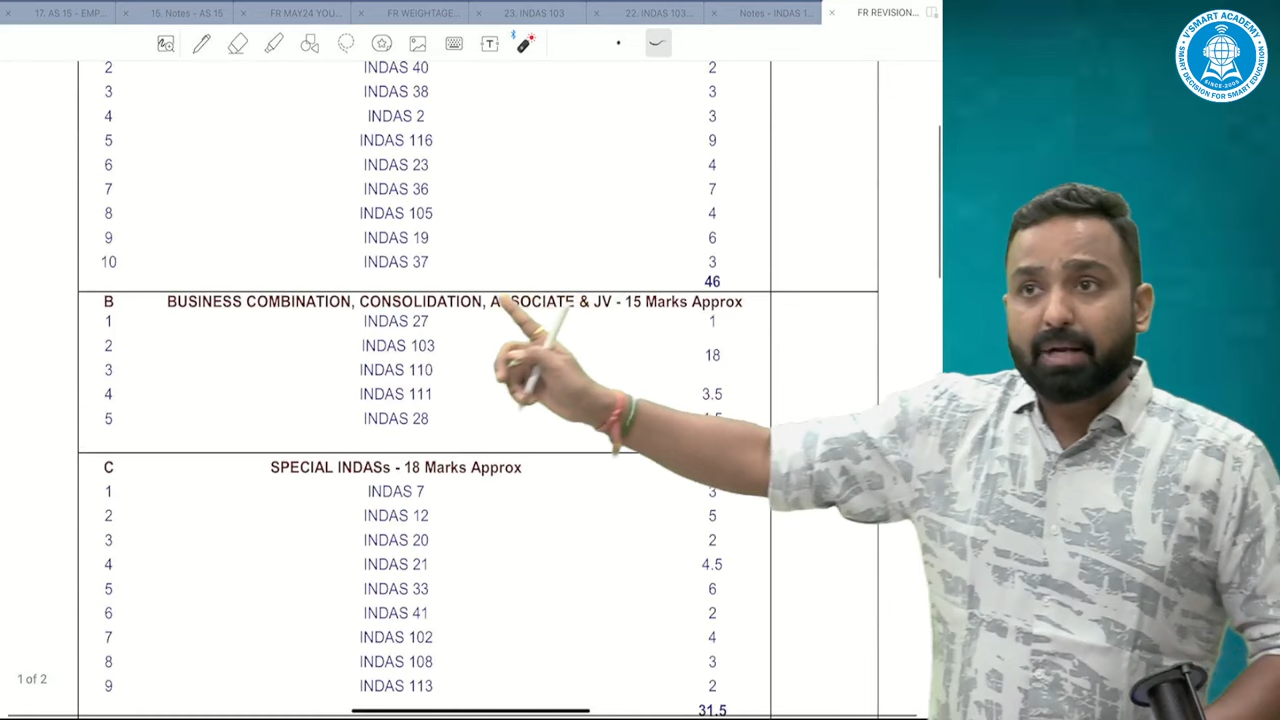 17. AS 15 - EMP...
15. Notes - AS 15
FR MAY24 YOU...
FR WEIGHTAGE...
23. INDAS 103
22. INDAS 103...
Notes - INDAS 1...
FR REVISION...
V'SMART ACADEMY
SINCE-2005
SMART DECISION FOR SMART EDUCATION
2 INDAS 40 2
3 INDAS 38 3
4 INDAS 2 3
5 INDAS 116 9
6 INDAS 23 4
7 INDAS 36 7
8 INDAS 105 4
9 INDAS 19 6
10 INDAS 37 3
46
B BUSINESS COMBINATION, CONSOLIDATION, ASSOCIATE & JV - 15 Marks Approx
1 INDAS 27 1
2 INDAS 103
18
3 INDAS 110
4 INDAS 111 3.5
5 INDAS 28
C SPECIAL INDASs - 18 Marks Approx
1 INDAS 7 3
2 INDAS 12 5
3 INDAS 20 2
4 INDAS 21 4.5
5 INDAS 33 6
6 INDAS 41 2
7 INDAS 102 4
8 INDAS 108 3
9 INDAS 113 2
31.5
1 of 2